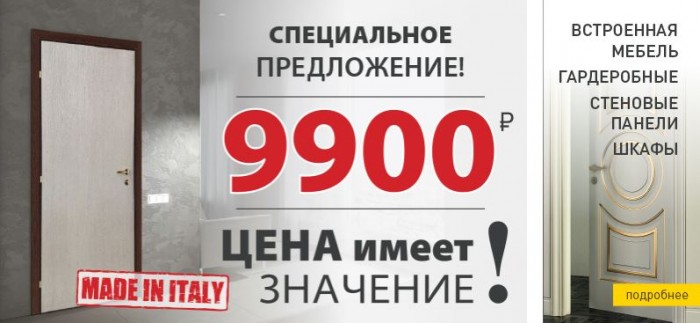 СПЕЦИАЛЬНОЕ
ПРЕДЛОЖЕНИЕ!
9900 ₽
ЦЕНА имеет
ЗНАЧЕНИЕ!
MADE IN ITALY
ВСТРОЕННАЯ
МЕБЕЛЬ
ГАРДЕРОБНЫЕ
СТЕНОВЫЕ
ПАНЕЛИ
ШКАФЫ
подробнее